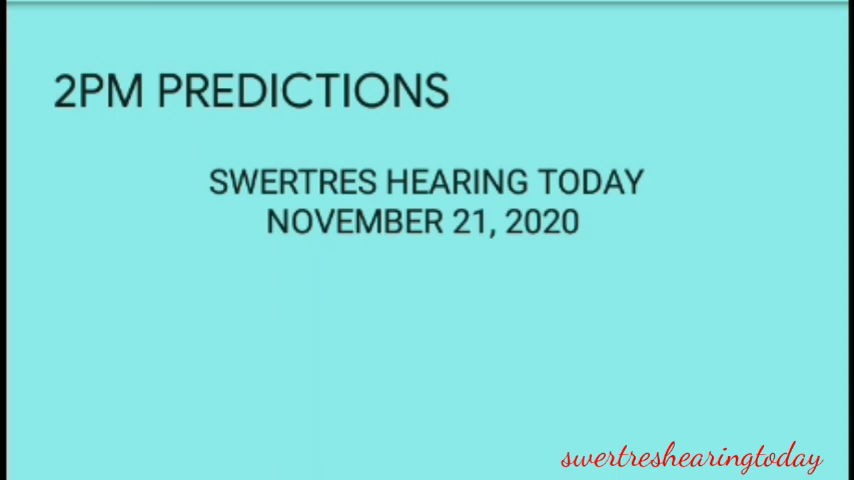 2PM PREDICTIONS
SWERTRES HEARING TODAY
NOVEMBER 21, 2020
swertreshearingtoday